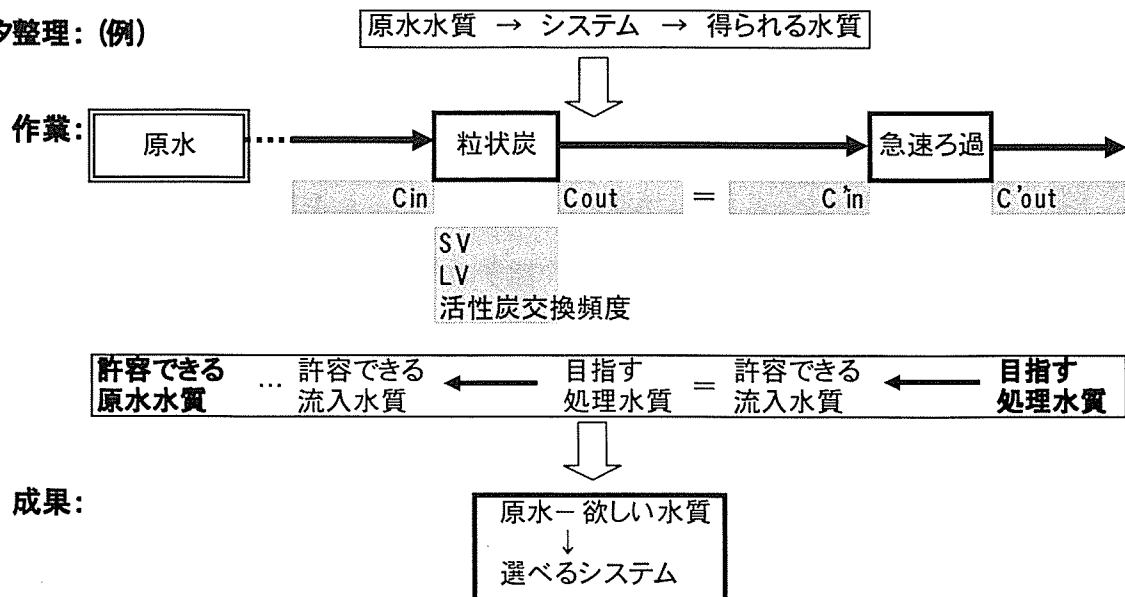 タ整理：（例）
原水水質 → システム → 得られる水質
作業：
原水
…
粒状炭
急速ろ過
Cin
Cout
=
C'in
C'out
SV
LV
活性炭交換頻度
許容できる
原水水質
…
許容できる
流入水質
←
目指す
処理水質
=
許容できる
流入水質
←
目指す
処理水質
成果：
原水－欲しい水質
↓
選べるシステム